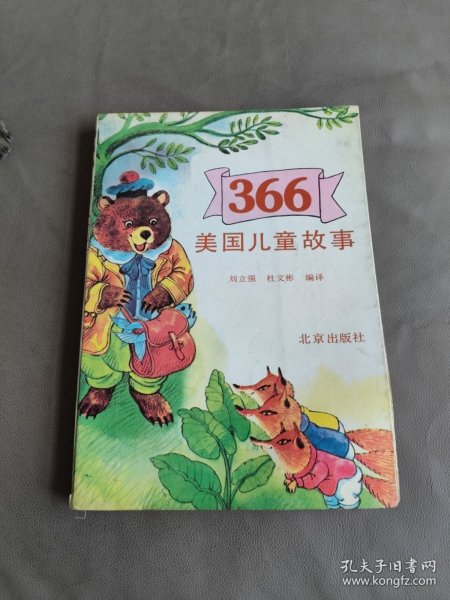 366
美国儿童故事
刘立强 杜文彬 编译
北京出版社
孔夫子旧书网
www.kongfz.com